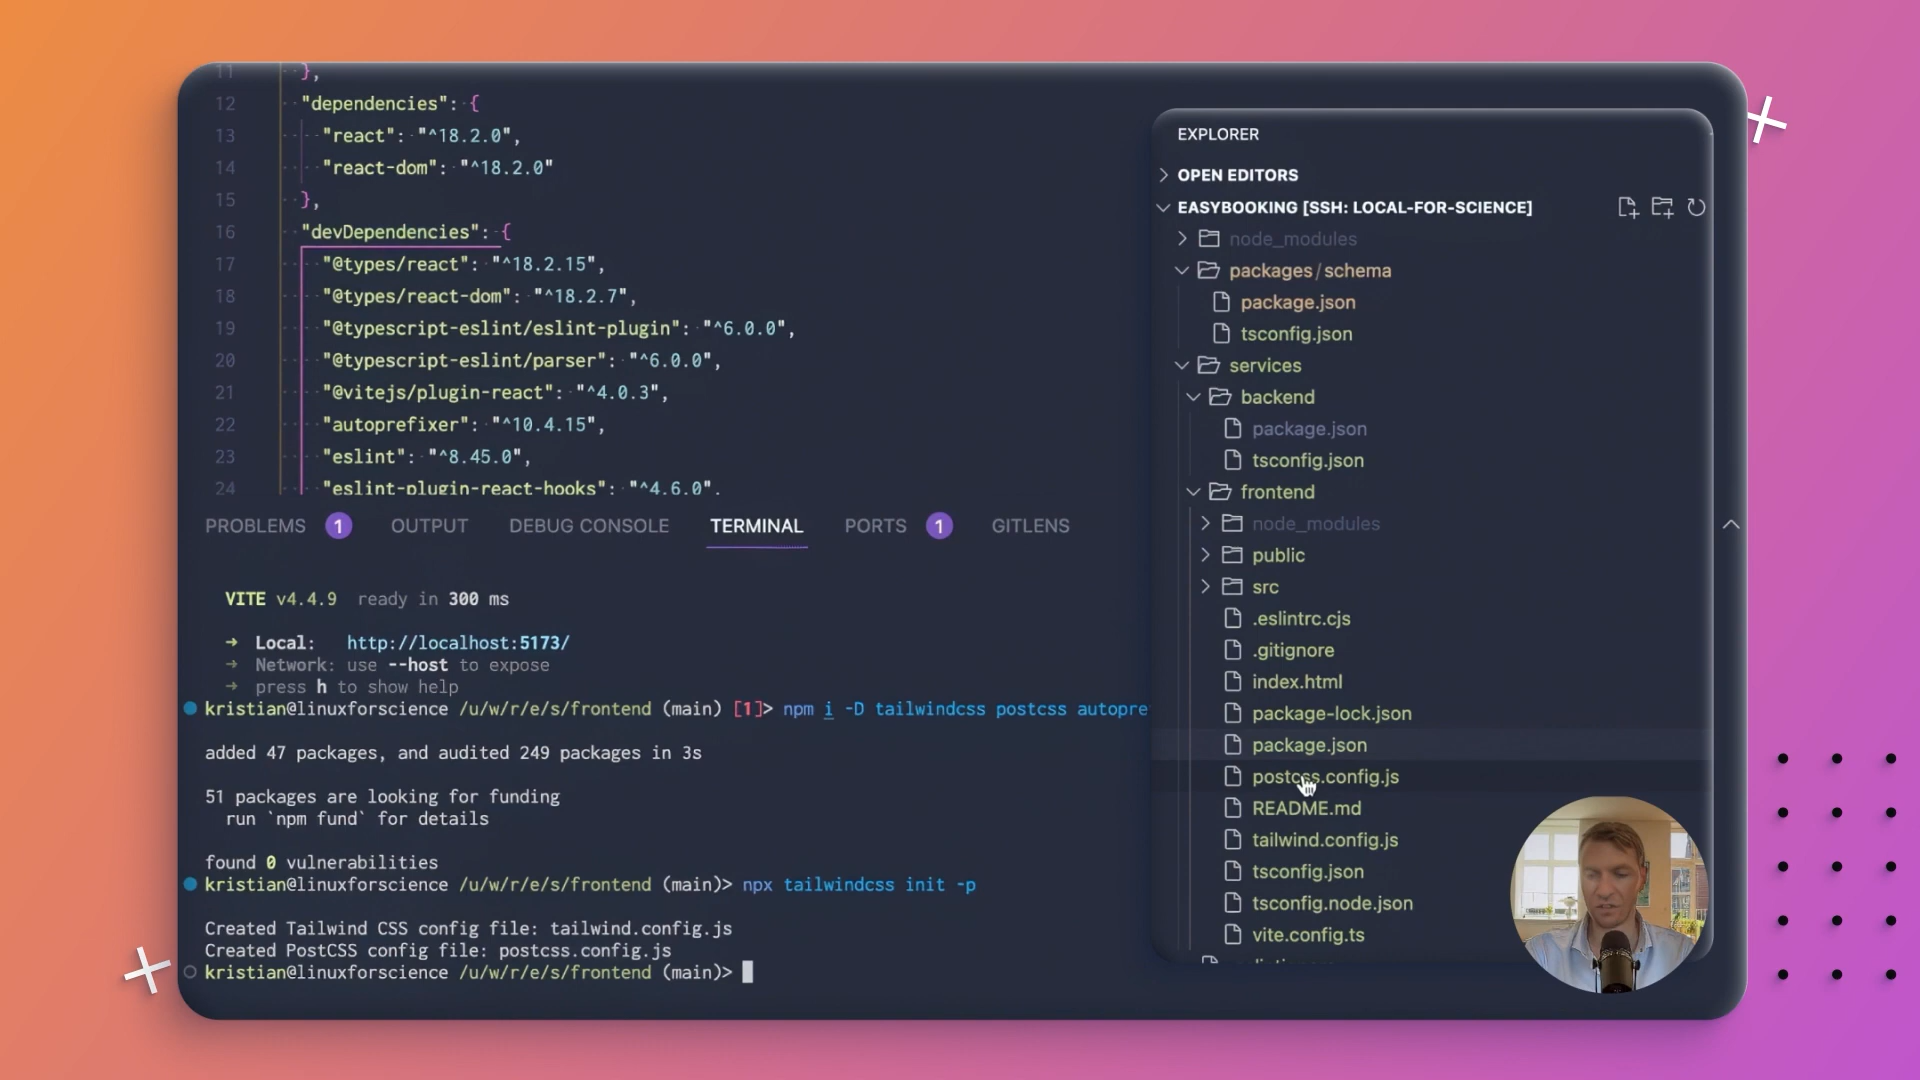 11 },
12 "dependencies": {
13 "react": "^18.2.0",
14 "react-dom": "^18.2.0"
15 },
16 "devDependencies": {
17 "@types/react": "^18.2.15",
18 "@types/react-dom": "^18.2.7",
19 "@typescript-eslint/eslint-plugin": "^6.0.0",
20 "@typescript-eslint/parser": "^6.0.0",
21 "@vitejs/plugin-react": "^4.0.3",
22 "autoprefixer": "^10.4.15",
23 "eslint": "^8.45.0",
24 "eslint-plugin-react-hooks": "^4.6.0",
PROBLEMS 1 OUTPUT DEBUG CONSOLE TERMINAL PORTS 1 GITLENS
VITE v4.4.9 ready in 300 ms
➜ Local: http://localhost:5173/
➜ Network: use --host to expose
➜ press h to show help
kristian@linuxforscience /u/w/r/e/s/frontend (main) [1]> npm i -D tailwindcss postcss autopre
added 47 packages, and audited 249 packages in 3s
51 packages are looking for funding
run `npm fund` for details
found 0 vulnerabilities
kristian@linuxforscience /u/w/r/e/s/frontend (main)> npx tailwindcss init -p
Created Tailwind CSS config file: tailwind.config.js
Created PostCSS config file: postcss.config.js
kristian@linuxforscience /u/w/r/e/s/frontend (main)>
EXPLORER
OPEN EDITORS
EASYBOOKING [SSH: LOCAL-FOR-SCIENCE]
node_modules
packages/schema
package.json
tsconfig.json
services
backend
package.json
tsconfig.json
frontend
node_modules
public
src
.eslintrc.cjs
.gitignore
index.html
package-lock.json
package.json
postcss.config.js
README.md
tailwind.config.js
tsconfig.json
tsconfig.node.json
vite.config.ts